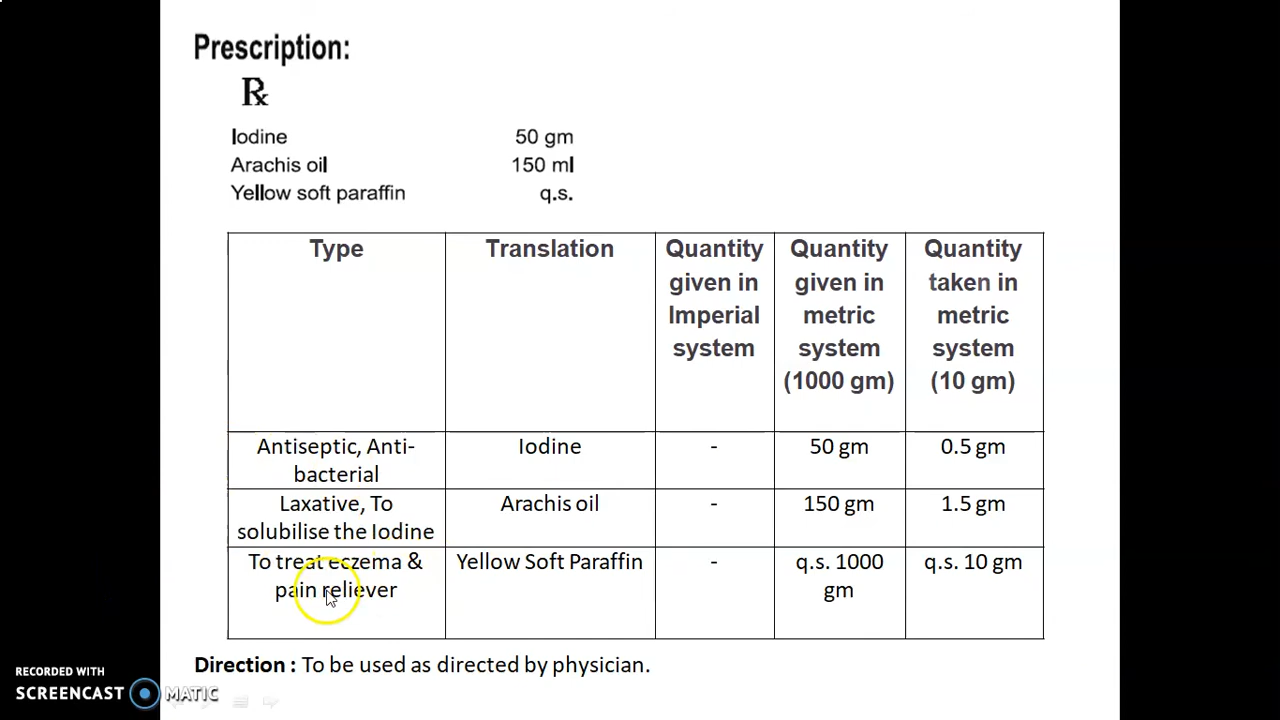 Prescription:
Rx
Iodine 50 gm
Arachis oil 150 ml
Yellow soft paraffin q.s.
Type Translation Quantity given in Imperial system Quantity given in metric system (1000 gm) Quantity taken in metric system (10 gm)
Antiseptic, Anti-bacterial Iodine - 50 gm 0.5 gm
Laxative, To solubilise the Iodine Arachis oil - 150 gm 1.5 gm
To treat eczema & pain reliever Yellow Soft Paraffin - q.s. 1000 gm q.s. 10 gm
Direction : To be used as directed by physician.
RECORDED WITH
SCREENCAST MATIC